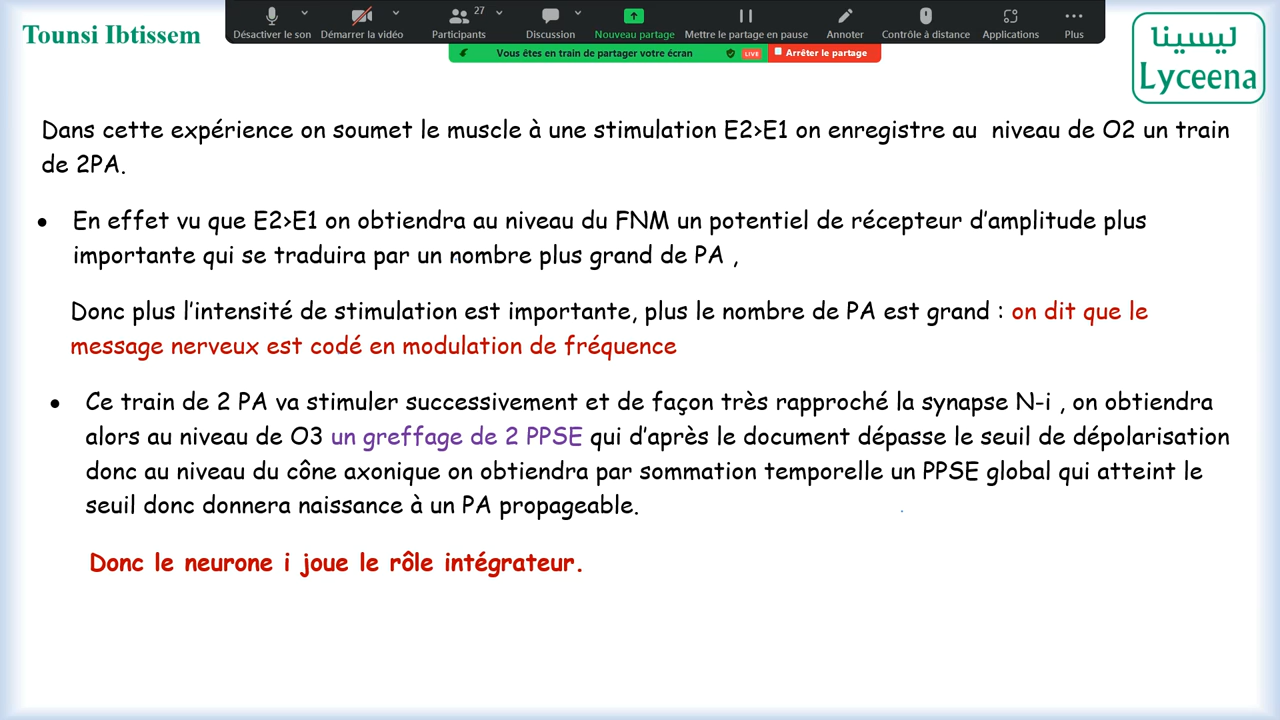 Tounsi Ibtissem
Désactiver le son
Démarrer la vidéo
27
Participants
Discussion
Nouveau partage
Mettre le partage en pause
Annoter
Contrôle à distance
Applications
Plus
Vous êtes en train de partager votre écran
LIVE
Arrêter le partage
ليسينا
Lyceena
Dans cette expérience on soumet le muscle à une stimulation E2>E1 on enregistre au niveau de O2 un train
de 2PA.
• En effet vu que E2>E1 on obtiendra au niveau du FNM un potentiel de récepteur d’amplitude plus
importante qui se traduira par un nombre plus grand de PA ,
Donc plus l’intensité de stimulation est importante, plus le nombre de PA est grand : on dit que le
message nerveux est codé en modulation de fréquence
• Ce train de 2 PA va stimuler successivement et de façon très rapproché la synapse N-i , on obtiendra
alors au niveau de O3 un greffage de 2 PPSE qui d’après le document dépasse le seuil de dépolarisation
donc au niveau du cône axonique on obtiendra par sommation temporelle un PPSE global qui atteint le
seuil donc donnera naissance à un PA propageable.
Donc le neurone i joue le rôle intégrateur.